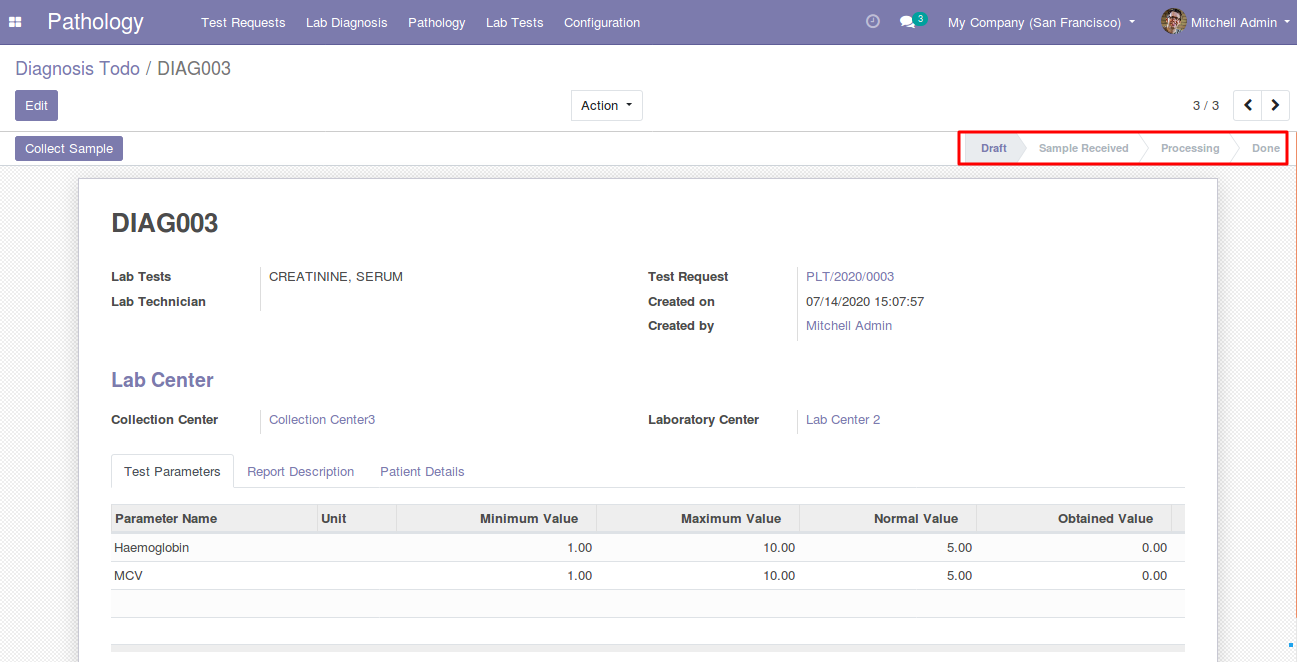 Pathology Test Requests Lab Diagnosis Pathology Lab Tests Configuration 3 My Company (San Francisco) Mitchell Admin
Diagnosis Todo / DIAG003
Edit Action 3 / 3
Collect Sample Draft Sample Received Processing Done
DIAG003
Lab Tests CREATININE, SERUM Test Request PLT/2020/0003
Lab Technician Created on 07/14/2020 15:07:57
Created by Mitchell Admin
Lab Center
Collection Center Collection Center3 Laboratory Center Lab Center 2
Test Parameters Report Description Patient Details
Parameter Name Unit Minimum Value Maximum Value Normal Value Obtained Value
Haemoglobin 1.00 10.00 5.00 0.00
MCV 1.00 10.00 5.00 0.00